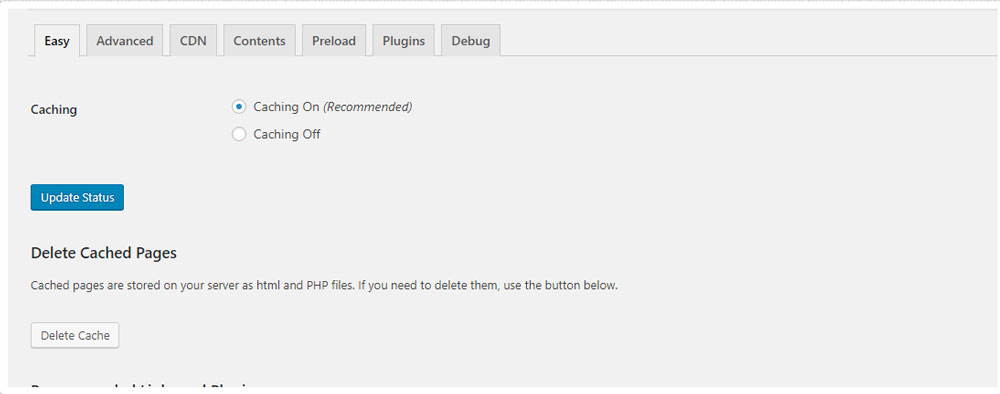 Easy Advanced CDN Contents Preload Plugins Debug
Caching
Caching On (Recommended)
Caching Off
Update Status
Delete Cached Pages
Cached pages are stored on your server as html and PHP files. If you need to delete them, use the button below.
Delete Cache